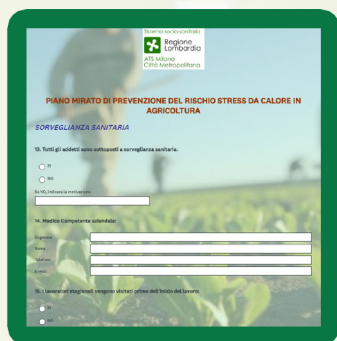 Sistema socio-sanitario
Regione
Lombardia
ATS Milano
Città Metropolitana
PIANO MIRATO DI PREVENZIONE DEL RISCHIO STRESS DA CALORE IN
AGRICOLTURA
SORVEGLIANZA SANITARIA
13. Tutti gli addetti sono sottoposti a sorveglianza sanitaria:
SI
NO
Se NO, indicare la motivazione
14. Medico Competente aziendale:
Cognome
Nome
Telefono
E-mail
15. I lavoratori stagionali vengono visitati prima dell'inizio del lavoro:
SI
NO